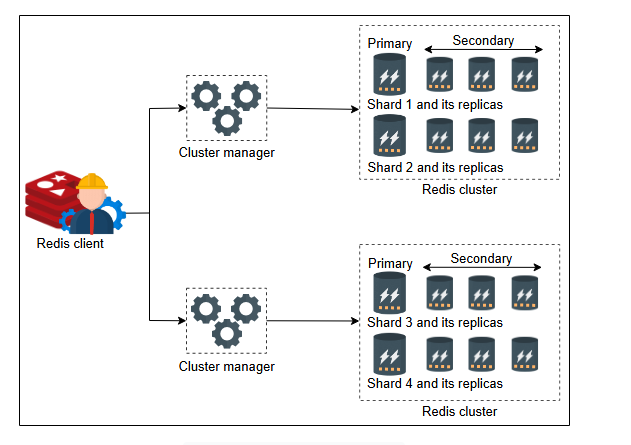 Primary
Secondary
Shard 1 and its replicas
Shard 2 and its replicas
Redis cluster
Cluster manager
Redis client
Primary
Secondary
Shard 3 and its replicas
Shard 4 and its replicas
Redis cluster
Cluster manager